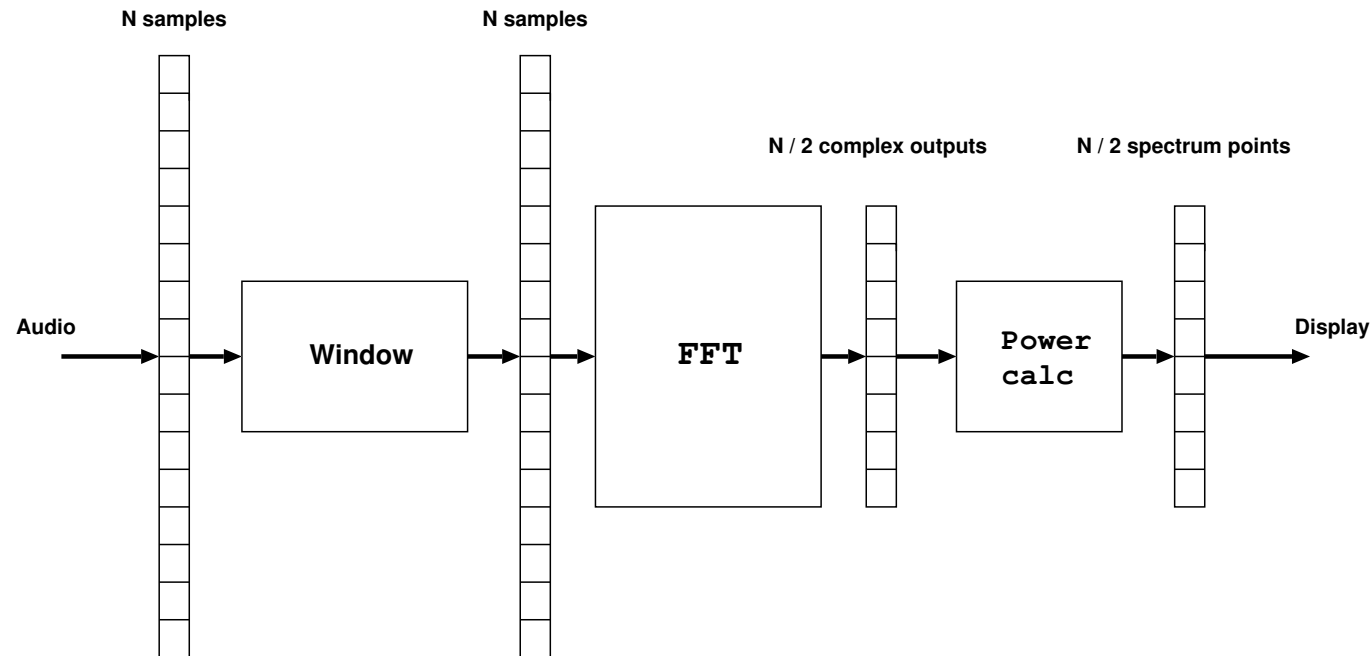 N samples
N samples
N / 2 complex outputs
N / 2 spectrum points
Audio
Window
FFT
Power
calc
Display